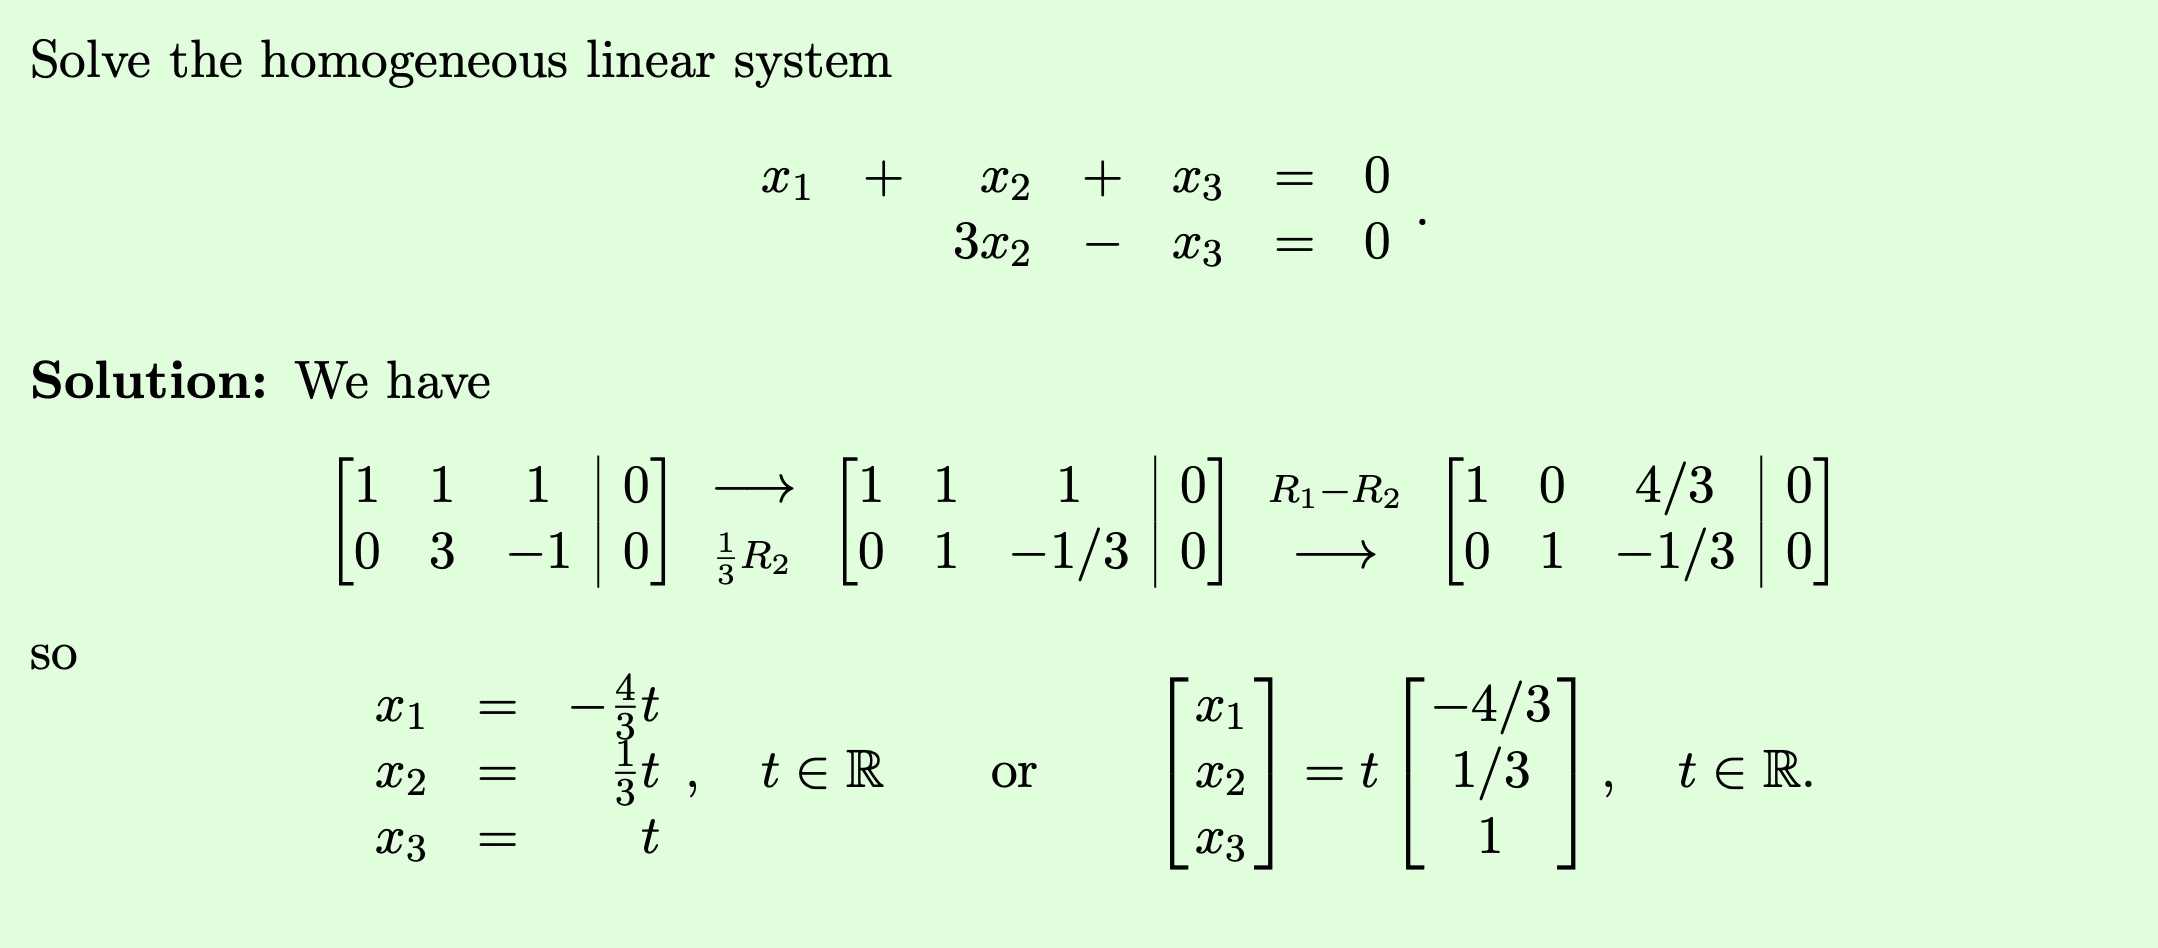 Solve the homogeneous linear system
x₁ + x₂ + x₃ = 0
3x₂ − x₃ = 0 .
Solution: We have
[1 1 1 | 0] ⟶ [1 1 1 | 0] R₁−R₂ [1 0 4/3 | 0]
[0 3 −1 | 0] ⅓R₂ [0 1 −1/3 | 0] ⟶ [0 1 −1/3 | 0]
so
x₁ = −4/3 t [x₁] [−4/3]
x₂ = 1/3 t , t ∈ ℝ or [x₂] = t [1/3] , t ∈ ℝ.
x₃ = t [x₃] [1]